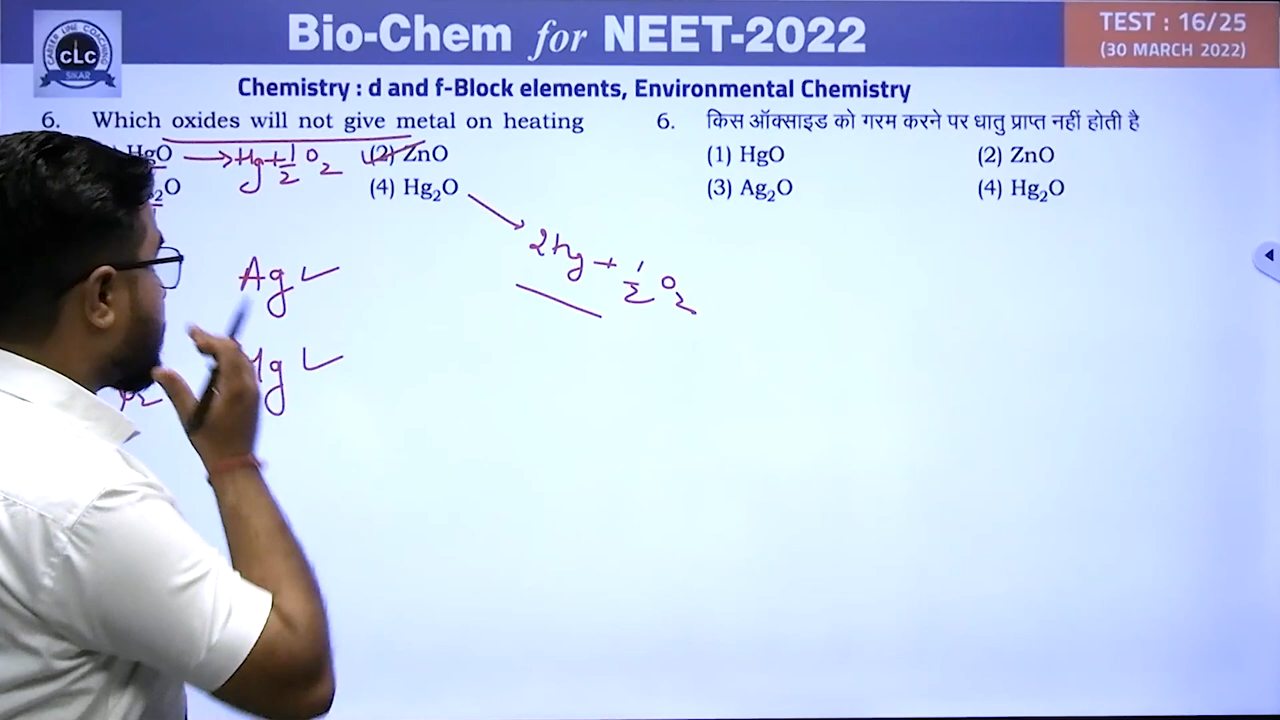 Bio-Chem for NEET-2022
TEST : 16/25
(30 MARCH 2022)
CAREER LINE COACHING
CLC
SIKAR
Chemistry : d and f-Block elements, Environmental Chemistry
6. Which oxides will not give metal on heating
HgO → Hg + 1/2 O₂ (2) ZnO
₂O (4) Hg₂O
2Hg + 1/2 O₂
Ag ✓
Hg ✓
6. किस ऑक्साइड को गरम करने पर धातु प्राप्त नहीं होती है
(1) HgO (2) ZnO
(3) Ag₂O (4) Hg₂O